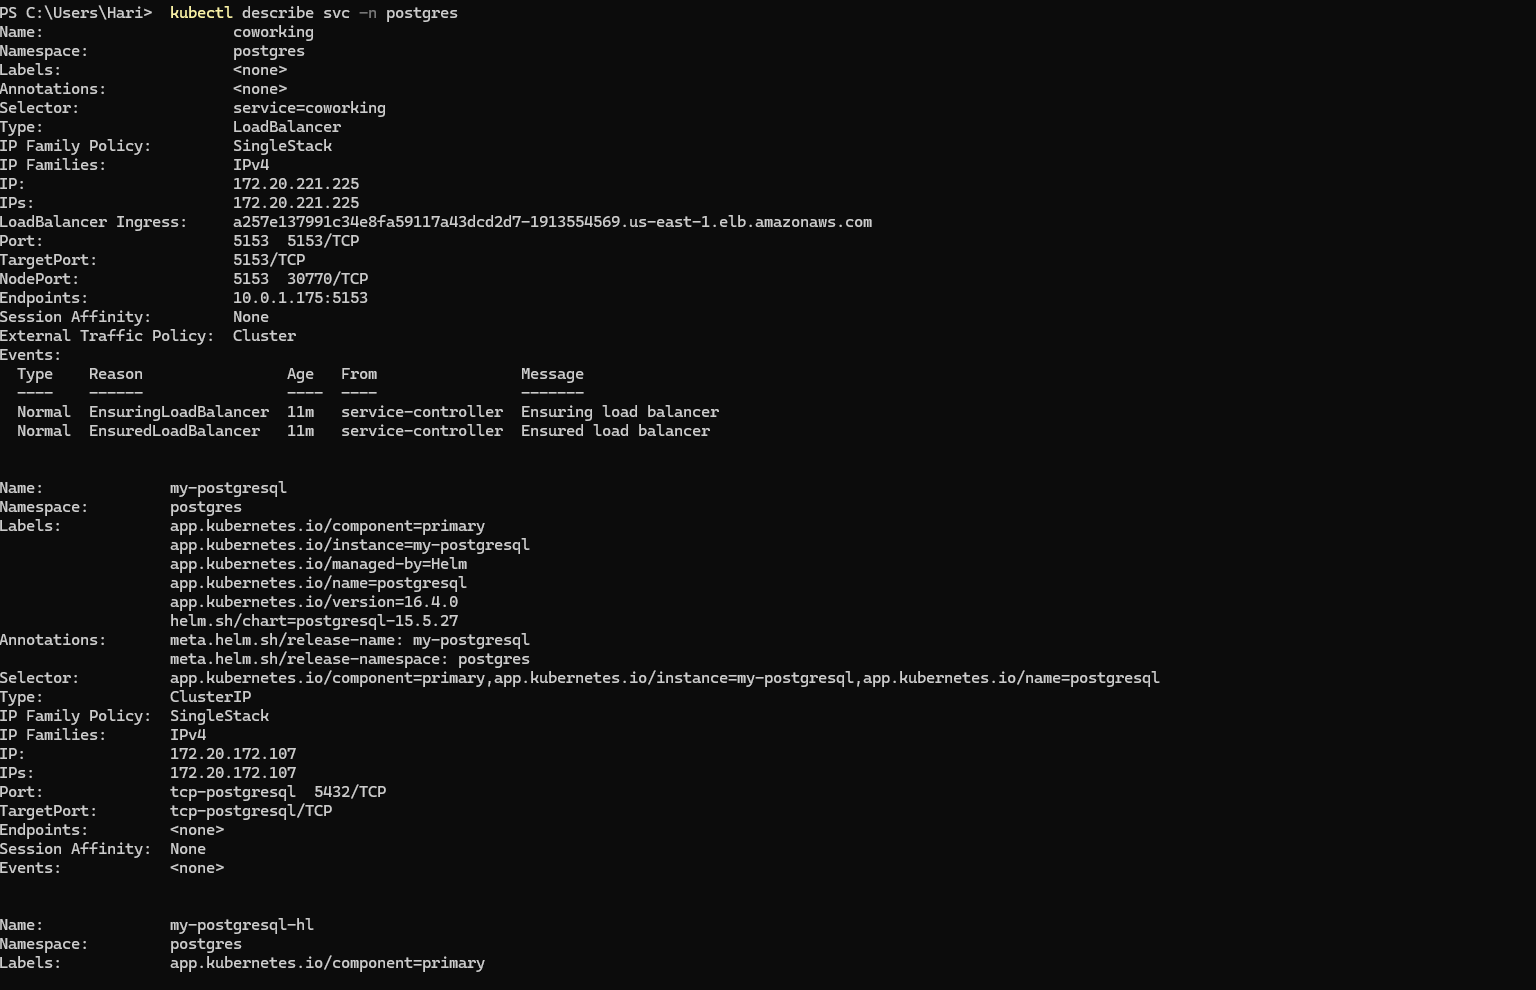 PS C:\Users\Hari>  kubectl describe svc -n postgres
Name:                     coworking
Namespace:                postgres
Labels:                   <none>
Annotations:              <none>
Selector:                 service=coworking
Type:                     LoadBalancer
IP Family Policy:         SingleStack
IP Families:              IPv4
IP:                       172.20.221.225
IPs:                      172.20.221.225
LoadBalancer Ingress:     a257e137991c34e8fa59117a43dcd2d7-1913554569.us-east-1.elb.amazonaws.com
Port:                     5153  5153/TCP
TargetPort:               5153/TCP
NodePort:                 5153  30770/TCP
Endpoints:                10.0.1.175:5153
Session Affinity:         None
External Traffic Policy:  Cluster
Events:
  Type    Reason                Age   From                Message
  ----    ------                ----  ----                -------
  Normal  EnsuringLoadBalancer  11m   service-controller  Ensuring load balancer
  Normal  EnsuredLoadBalancer   11m   service-controller  Ensured load balancer
Name:              my-postgresql
Namespace:         postgres
Labels:            app.kubernetes.io/component=primary
                   app.kubernetes.io/instance=my-postgresql
                   app.kubernetes.io/managed-by=Helm
                   app.kubernetes.io/name=postgresql
                   app.kubernetes.io/version=16.4.0
                   helm.sh/chart=postgresql-15.5.27
Annotations:       meta.helm.sh/release-name: my-postgresql
                   meta.helm.sh/release-namespace: postgres
Selector:          app.kubernetes.io/component=primary,app.kubernetes.io/instance=my-postgresql,app.kubernetes.io/name=postgresql
Type:              ClusterIP
IP Family Policy:  SingleStack
IP Families:       IPv4
IP:                172.20.172.107
IPs:               172.20.172.107
Port:              tcp-postgresql  5432/TCP
TargetPort:        tcp-postgresql/TCP
Endpoints:         <none>
Session Affinity:  None
Events:            <none>
Name:              my-postgresql-hl
Namespace:         postgres
Labels:            app.kubernetes.io/component=primary